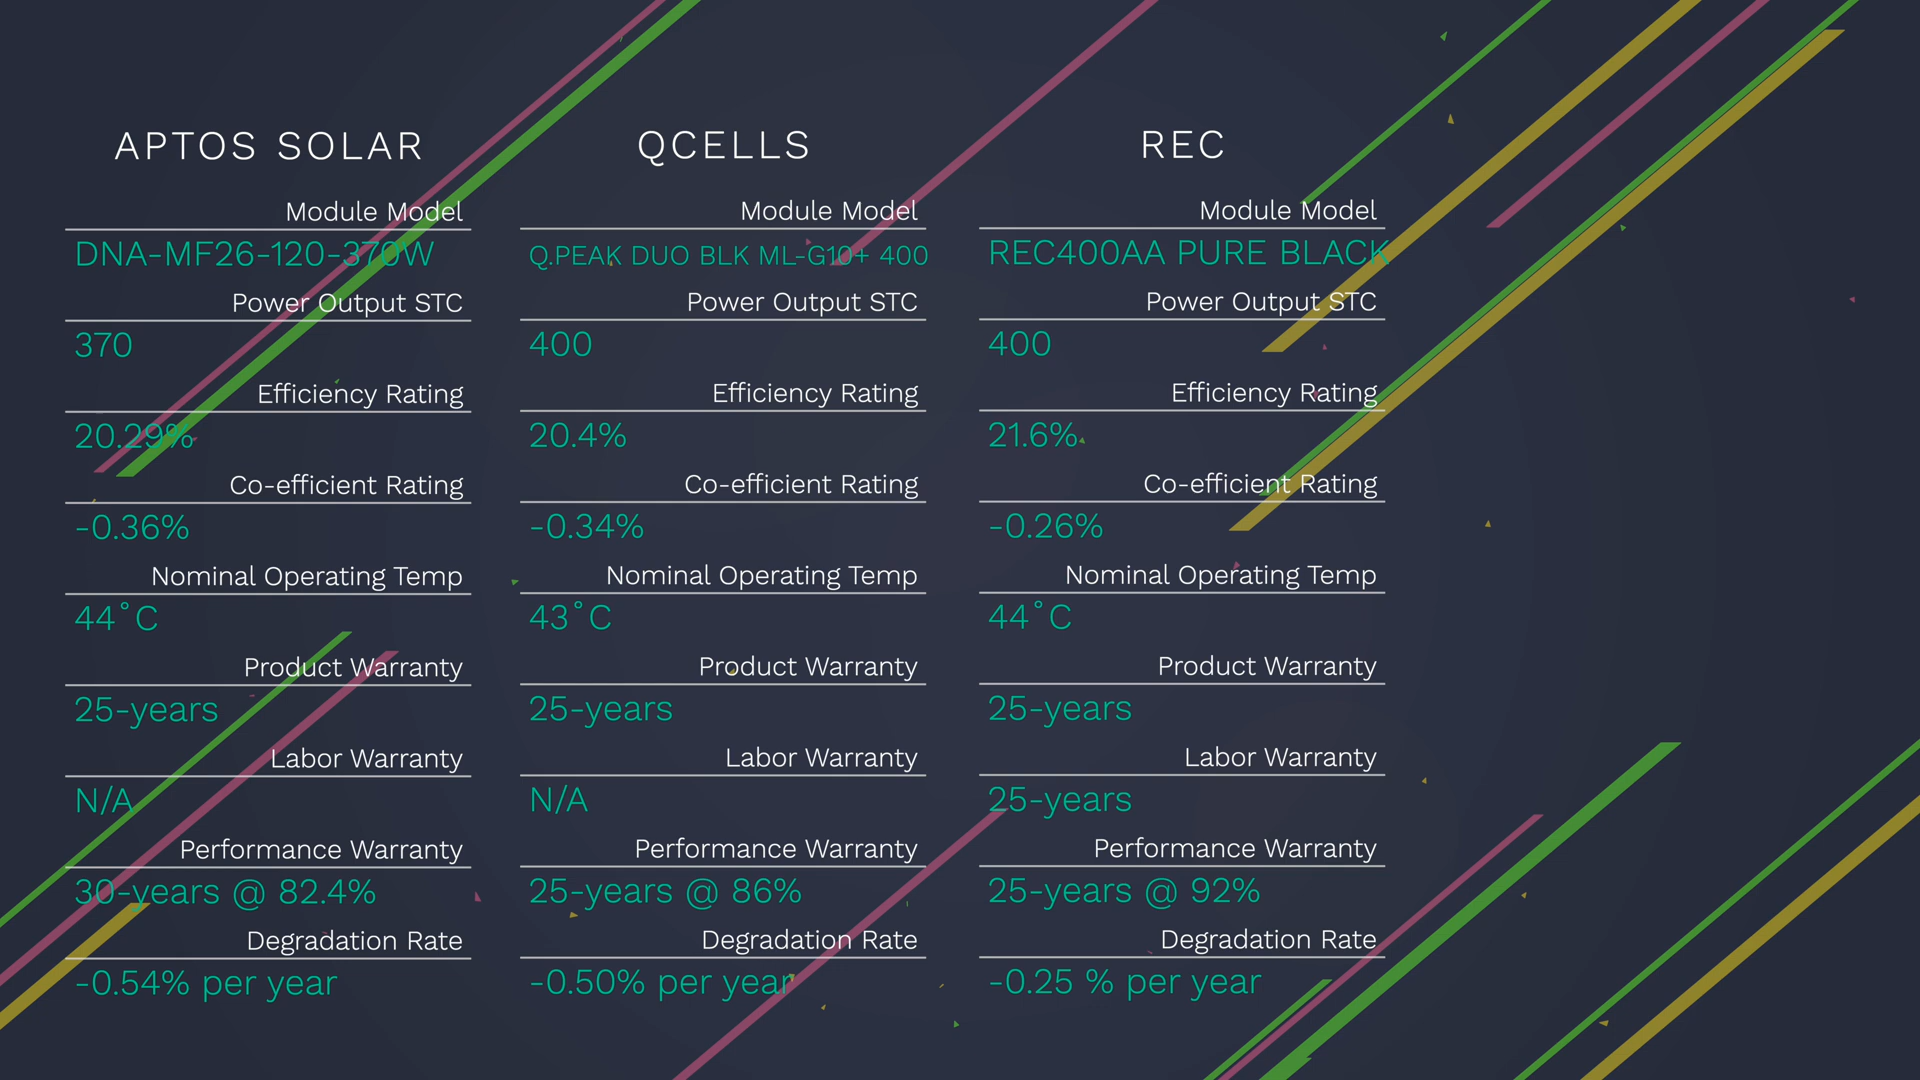 APTOS SOLAR
Module Model
DNA-MF26-120-370W
Power Output STC
370
Efficiency Rating
20.29%
Co-efficient Rating
-0.36%
Nominal Operating Temp
44˚C
Product Warranty
25-years
Labor Warranty
N/A
Performance Warranty
30-years @ 82.4%
Degradation Rate
-0.54% per year
QCELLS
Module Model
Q.PEAK DUO BLK ML-G10+ 400
Power Output STC
400
Efficiency Rating
20.4%
Co-efficient Rating
-0.34%
Nominal Operating Temp
43˚C
Product Warranty
25-years
Labor Warranty
N/A
Performance Warranty
25-years @ 86%
Degradation Rate
-0.50% per year
REC
Module Model
REC400AA PURE BLACK
Power Output STC
400
Efficiency Rating
21.6%
Co-efficient Rating
-0.26%
Nominal Operating Temp
44˚C
Product Warranty
25-years
Labor Warranty
25-years
Performance Warranty
25-years @ 92%
Degradation Rate
-0.25 % per year